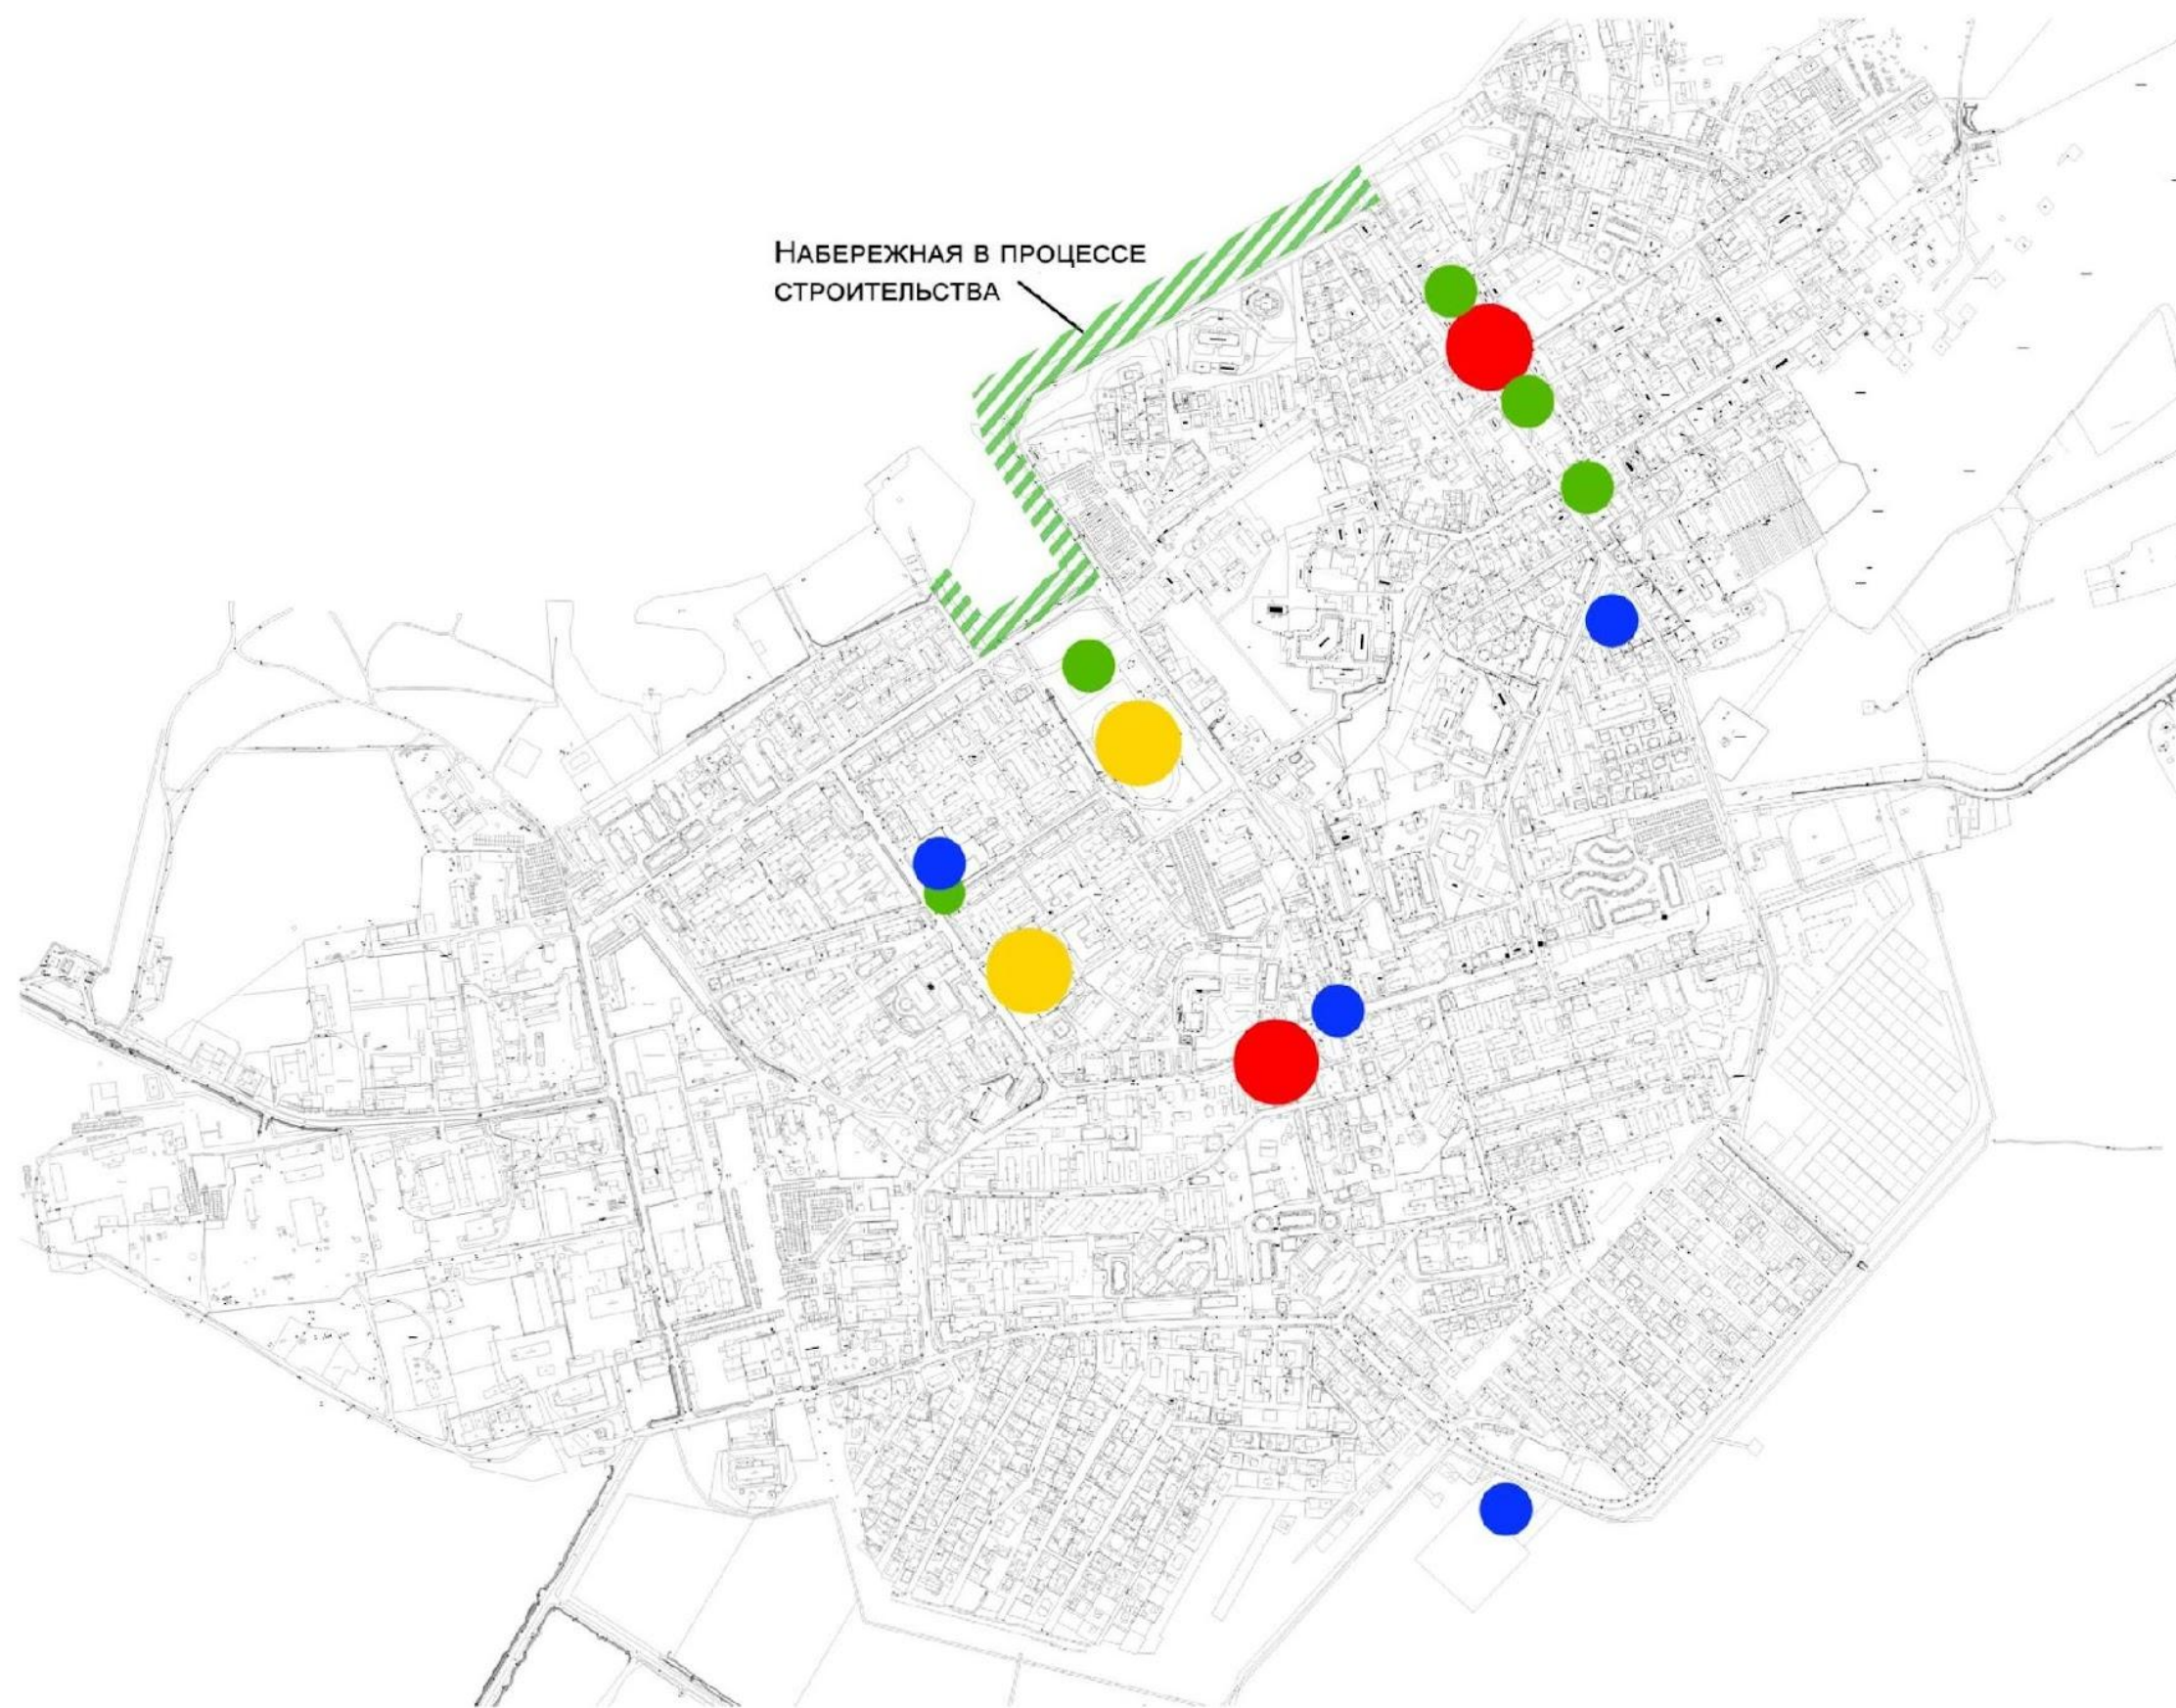 Набережная в процессе
строительства